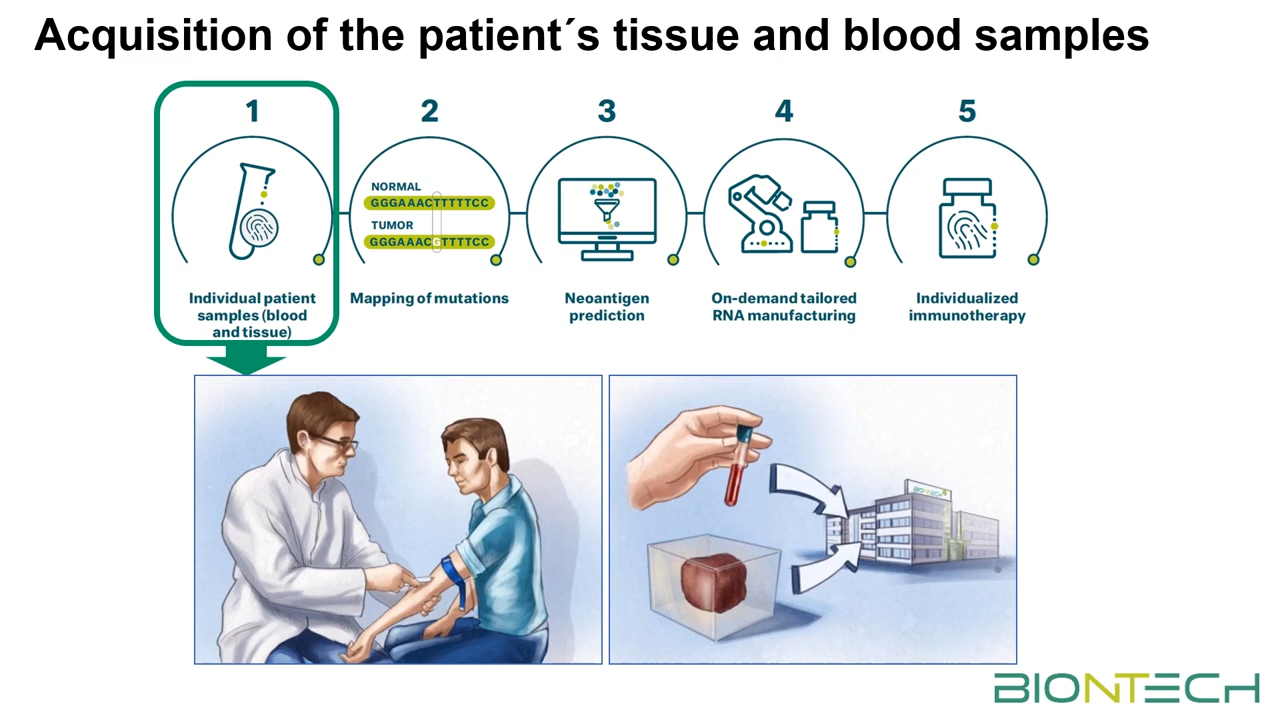 Acquisition of the patient´s tissue and blood samples
1
2
3
4
5
NORMAL
GGGAAACTTTTTCC
TUMOR
GGGAAACGTTTTCC
Individual patient
samples (blood
and tissue)
Mapping of mutations
Neoantigen
prediction
On-demand tailored
RNA manufacturing
Individualized
immunotherapy
BIONTECH
BIONTECH